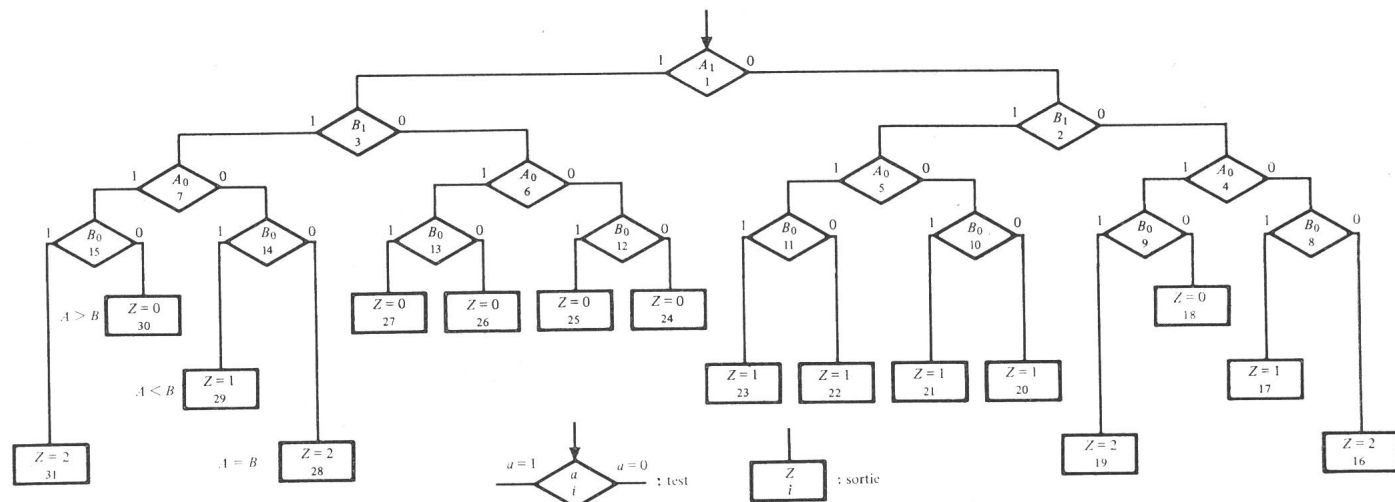 1 A₁ 0
1
1 B₁ 0
3
1 B₁ 0
2
1 A₀ 0
7
1 A₀ 0
6
1 A₀ 0
5
1 A₀ 0
4
1 B₀ 0
15
1 B₀ 0
14
1 B₀ 0
13
1 B₀ 0
12
1 B₀ 0
11
1 B₀ 0
10
1 B₀ 0
9
1 B₀ 0
8
A > B
Z = 0
30
Z = 0
27
Z = 0
26
Z = 0
25
Z = 0
24
Z = 0
18
A < B
Z = 1
29
Z = 1
23
Z = 1
22
Z = 1
21
Z = 1
20
Z = 1
17
Z = 2
31
A = B
Z = 2
28
Z = 2
19
Z = 2
16
a = 1 a a = 0
i : test
Z
i : sortie